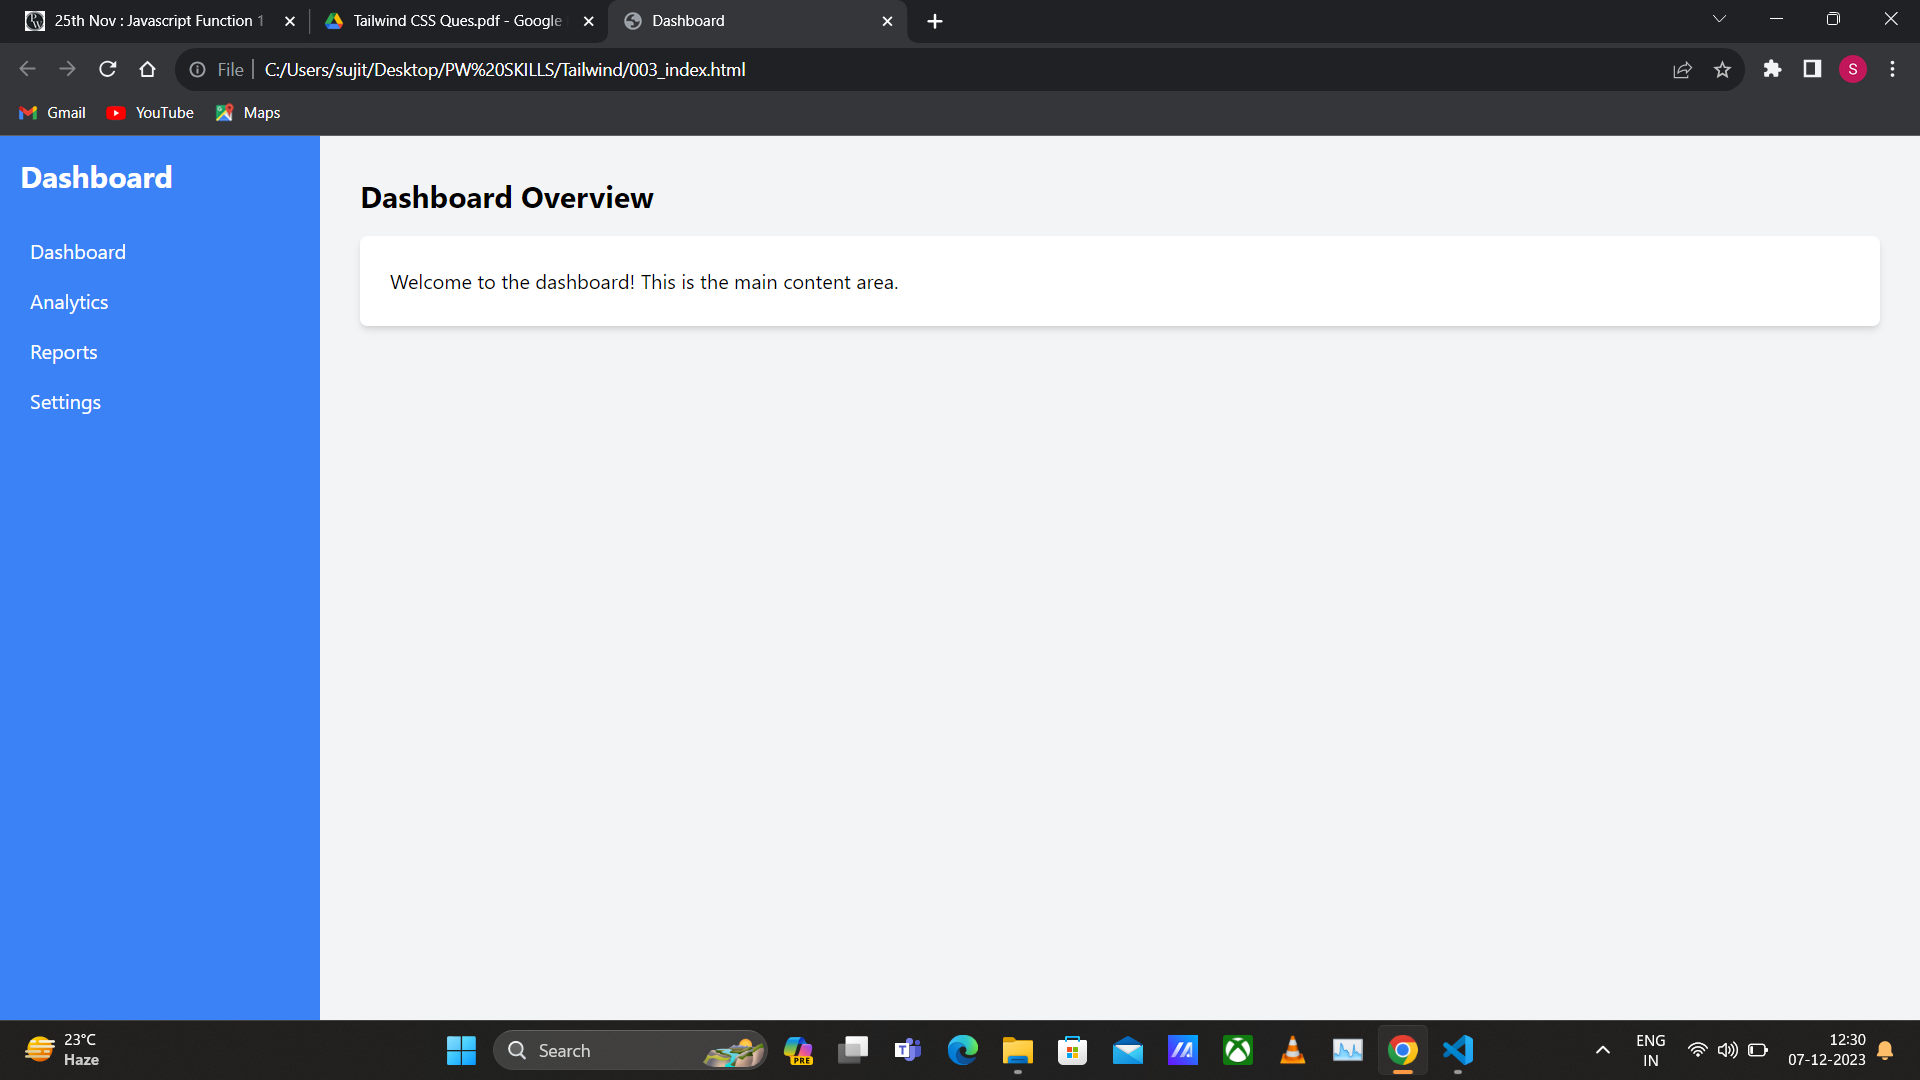 25th Nov : Javascript Function 1
Tailwind CSS Ques.pdf - Google
Dashboard
File
C:/Users/sujit/Desktop/PW%20SKILLS/Tailwind/003_index.html
S
Gmail
YouTube
Maps
Dashboard
Dashboard
Analytics
Reports
Settings
Dashboard Overview
Welcome to the dashboard! This is the main content area.
23°C
Haze
Search
PRE
T
ENG
IN
12:30
07-12-2023